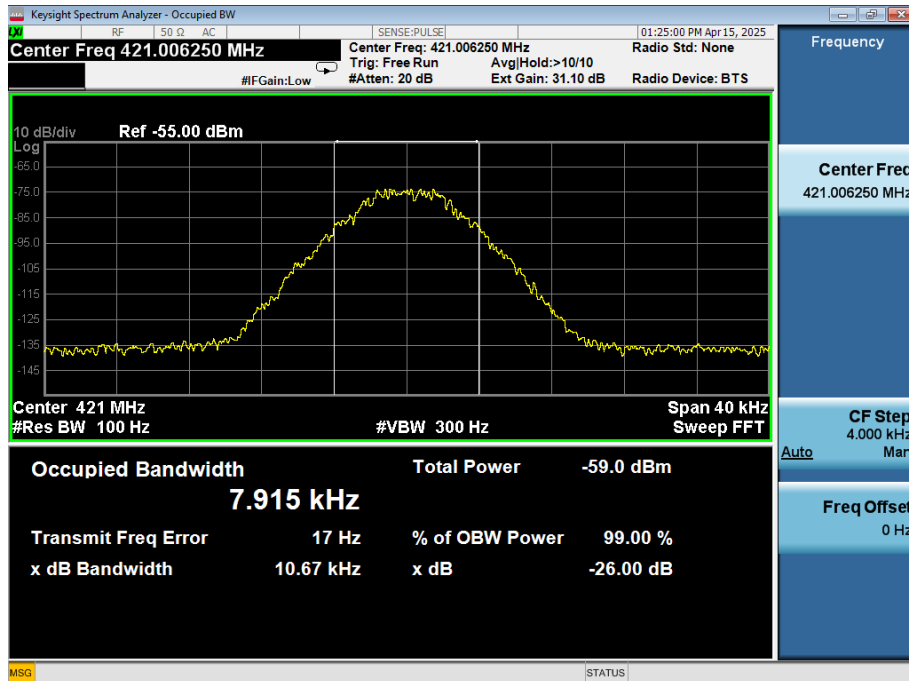 Keysight Spectrum Analyzer - Occupied BW
LXI RF 50 Ω AC SENSE:PULSE 01:25:00 PM Apr 15, 2025
Center Freq 421.006250 MHz
Center Freq: 421.006250 MHz Radio Std: None
Trig: Free Run Avg|Hold:>10/10
#IFGain:Low #Atten: 20 dB Ext Gain: 31.10 dB Radio Device: BTS
10 dB/div Ref -55.00 dBm
Log
-65.0
-75.0
-85.0
-95.0
-105
-115
-125
-135
-145
Center 421 MHz Span 40 kHz
#Res BW 100 Hz #VBW 300 Hz Sweep FFT
Occupied Bandwidth Total Power -59.0 dBm
7.915 kHz
Transmit Freq Error 17 Hz % of OBW Power 99.00 %
x dB Bandwidth 10.67 kHz x dB -26.00 dB
Frequency
Center Freq
421.006250 MHz
CF Step
4.000 kHz
Auto Man
Freq Offset
0 Hz
MSG STATUS